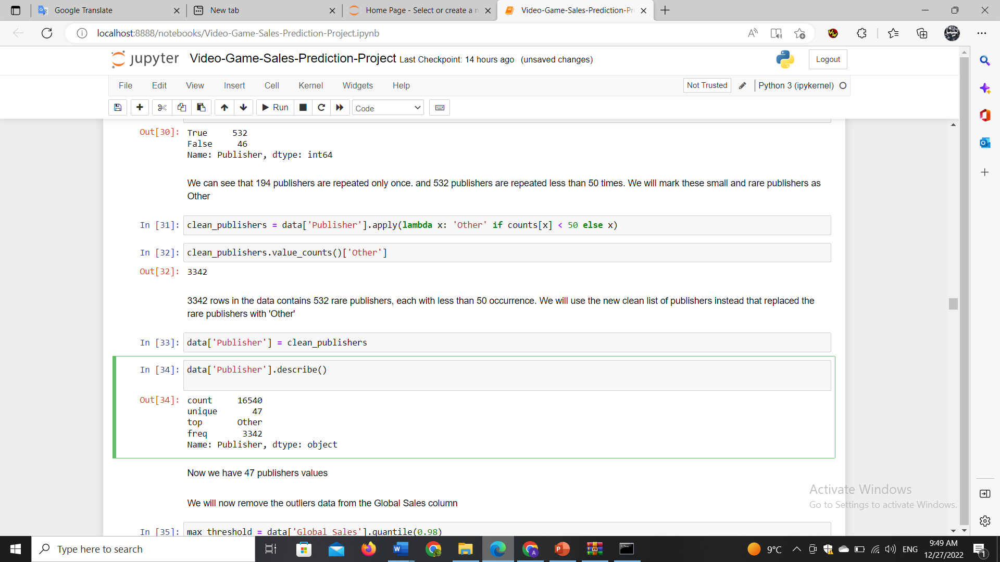 Google Translate
New tab
Home Page - Select or create a n
Video-Game-Sales-Prediction-Pr
localhost:8888/notebooks/Video-Game-Sales-Prediction-Project.ipynb
jupyter Video-Game-Sales-Prediction-Project Last Checkpoint: 14 hours ago (unsaved changes)
Logout
File Edit View Insert Cell Kernel Widgets Help
Not Trusted
Python 3 (ipykernel)
Run
Code
Out[30]: True 532
False 46
Name: Publisher, dtype: int64
We can see that 194 publishers are repeated only once. and 532 publishers are repeated less than 50 times. We will mark these small and rare publishers as
Other
In [31]: clean_publishers = data['Publisher'].apply(lambda x: 'Other' if counts[x] < 50 else x)
In [32]: clean_publishers.value_counts()['Other']
Out[32]: 3342
3342 rows in the data contains 532 rare publishers, each with less than 50 occurrence. We will use the new clean list of publishers instead that replaced the
rare publishers with 'Other'
In [33]: data['Publisher'] = clean_publishers
In [34]: data['Publisher'].describe()
Out[34]: count 16540
unique 47
top Other
freq 3342
Name: Publisher, dtype: object
Now we have 47 publishers values
We will now remove the outliers data from the Global Sales column
In [35]: max_threshold = data['Global_Sales'].quantile(0.98)
Activate Windows
Go to Settings to activate Windows.
Type here to search
9°C
ENG
9:49 AM
12/27/2022
1